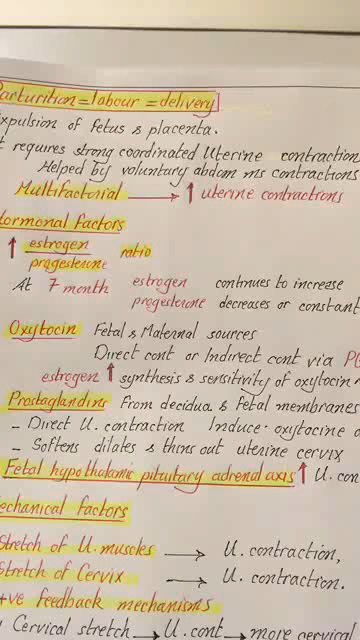 Parturition = labour = delivery
expulsion of fetus & placenta.
requires strong coordinated Uterine contraction
Helped by voluntary abdom ms contractions
Multifactorial → ↑ uterine contractions
Hormonal factors
↑ estrogen / progesterone ratio
At 7 month estrogen continues to increase
progesterone decreases or constant
Oxytocin Fetal & Maternal sources
Direct cont or Indirect cont via
estrogen ↑ synthesis & sensitivity of oxytocin
Prostaglandins From decidua & fetal membranes
- Direct U. contraction Induce oxytocine
- Softens dilates & thins out uterine cervix
Fetal hypothalamic pituitary adrenal axis ↑ U. con
Mechanical factors
Stretch of U. muscles → U. contraction,
Stretch of Cervix → U. contraction.
+ve feedback mechanisms
Cervical stretch → U. cont → more cervical